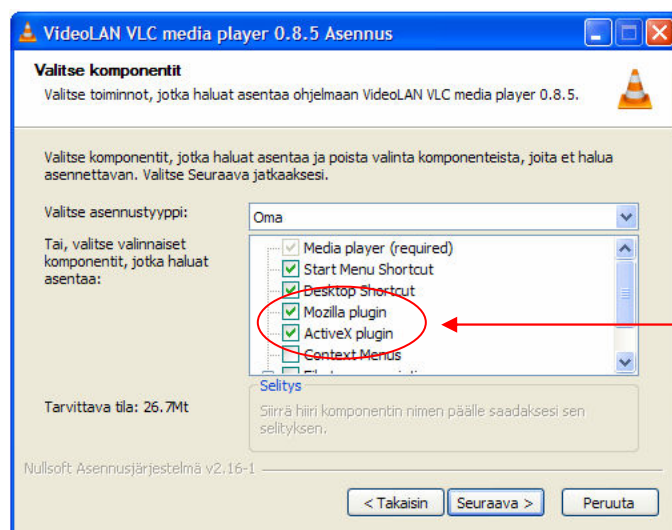 VideoLAN VLC media player 0.8.5 Asennus
Valitse komponentit
Valitse toiminnot, jotka haluat asentaa ohjelmaan VideoLAN VLC media player 0.8.5.
Valitse komponentit, jotka haluat asentaa ja poista valinta komponenteista, joita et halua
asennettavan. Valitse Seuraava jatkaaksesi.
Valitse asennustyyppi:
Oma
Tai, valitse valinnaiset
komponentit, jotka haluat
asentaa:
Media player (required)
Start Menu Shortcut
Desktop Shortcut
Mozilla plugin
ActiveX plugin
Context Menus
Tarvittava tila: 26.7Mt
Selitys
Siirrä hiiri komponentin nimen päälle saadaksesi sen
selityksen.
Nullsoft Asennusjärjestelmä v2.16-1
< Takaisin
Seuraava >
Peruuta